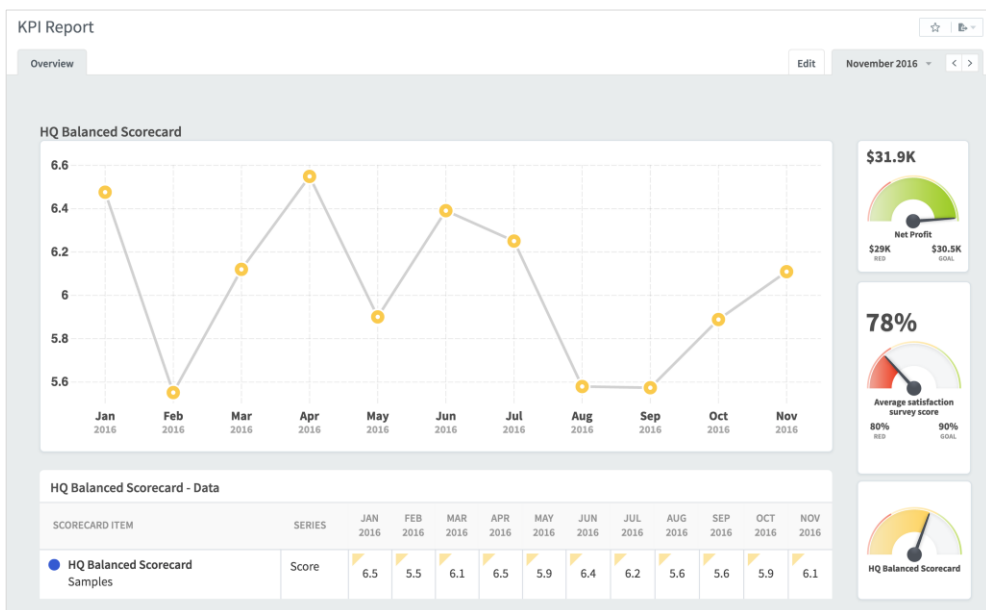 KPI Report
Overview
Edit
November 2016
HQ Balanced Scorecard
6.6
6.4
6.2
6
5.8
5.6
Jan Feb Mar Apr May Jun Jul Aug Sep Oct Nov
2016 2016 2016 2016 2016 2016 2016 2016 2016 2016 2016
$31.9K
Net Profit
$29K $30.5K
RED GOAL
78%
Average satisfaction
survey score
80% 90%
RED GOAL
HQ Balanced Scorecard
HQ Balanced Scorecard - Data
SCORECARD ITEM SERIES JAN FEB MAR APR MAY JUN JUL AUG SEP OCT NOV
2016 2016 2016 2016 2016 2016 2016 2016 2016 2016 2016
HQ Balanced Scorecard Score 6.5 5.5 6.1 6.5 5.9 6.4 6.2 5.6 5.6 5.9 6.1
Samples